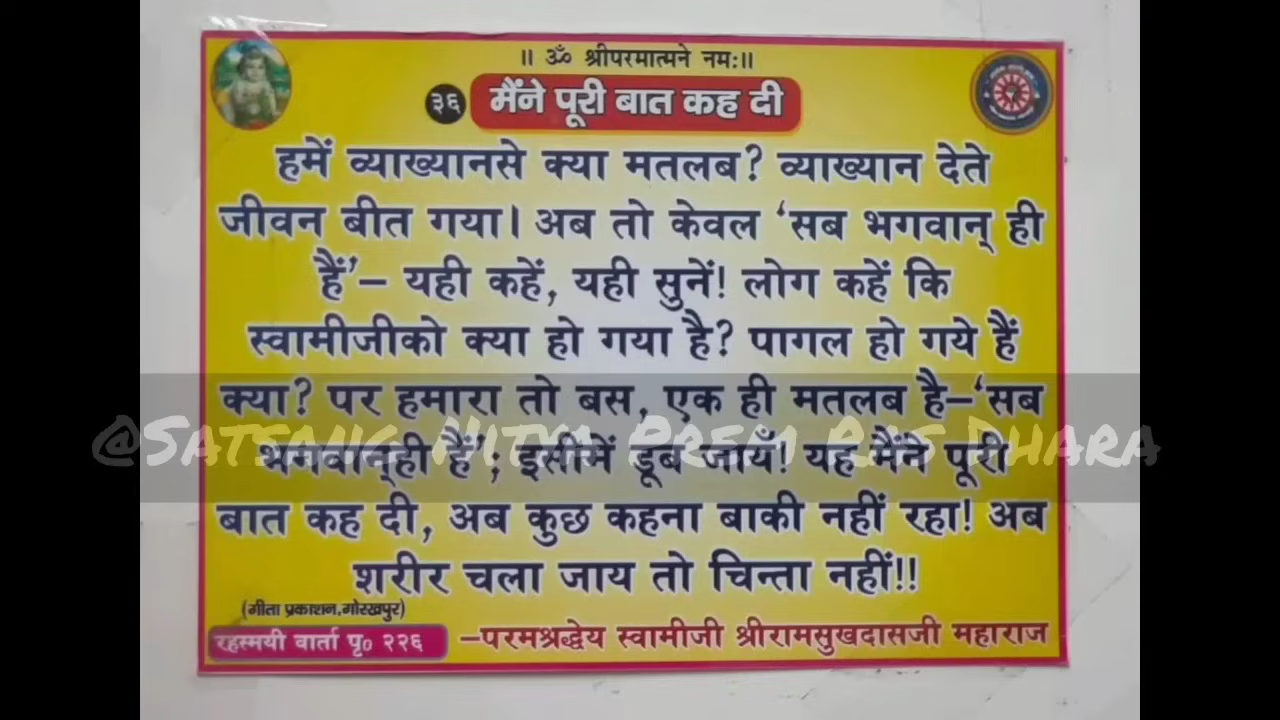 ॥ ॐ श्रीपरमात्मने नमः॥
३६ मैंने पूरी बात कह दी
हमें व्याख्यानसे क्या मतलब? व्याख्यान देते
जीवन बीत गया। अब तो केवल ‘सब भगवान् ही
हैं’– यही कहें, यही सुनें! लोग कहें कि
स्वामीजीको क्या हो गया है? पागल हो गये हैं
क्या? पर हमारा तो बस, एक ही मतलब है–‘सब
भगवान्‌ही हैं’; इसीमें डूब जायँ! यह मैंने पूरी
बात कह दी, अब कुछ कहना बाकी नहीं रहा! अब
शरीर चला जाय तो चिन्ता नहीं!!
(गीता प्रकाशन,गोरखपुर)
रहस्मयी वार्ता पृ० २२६
–परमश्रद्धेय स्वामीजी श्रीरामसुखदासजी महाराज
@Satsang Nitya Prem Ras Dhara